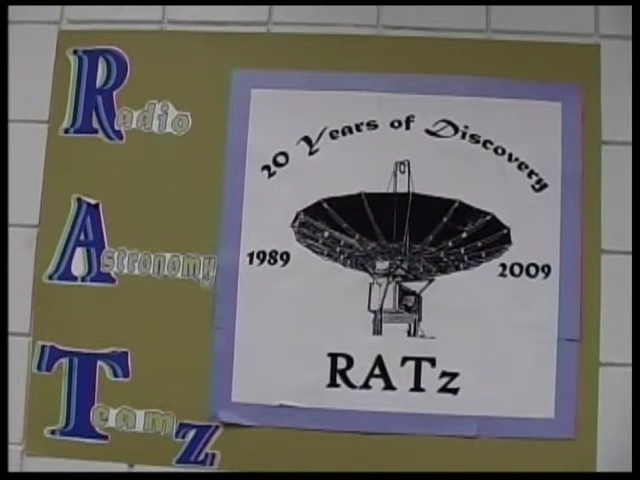 Radio
Astronomy
Teamz
20 Years of Discovery
1989
2009
RATz